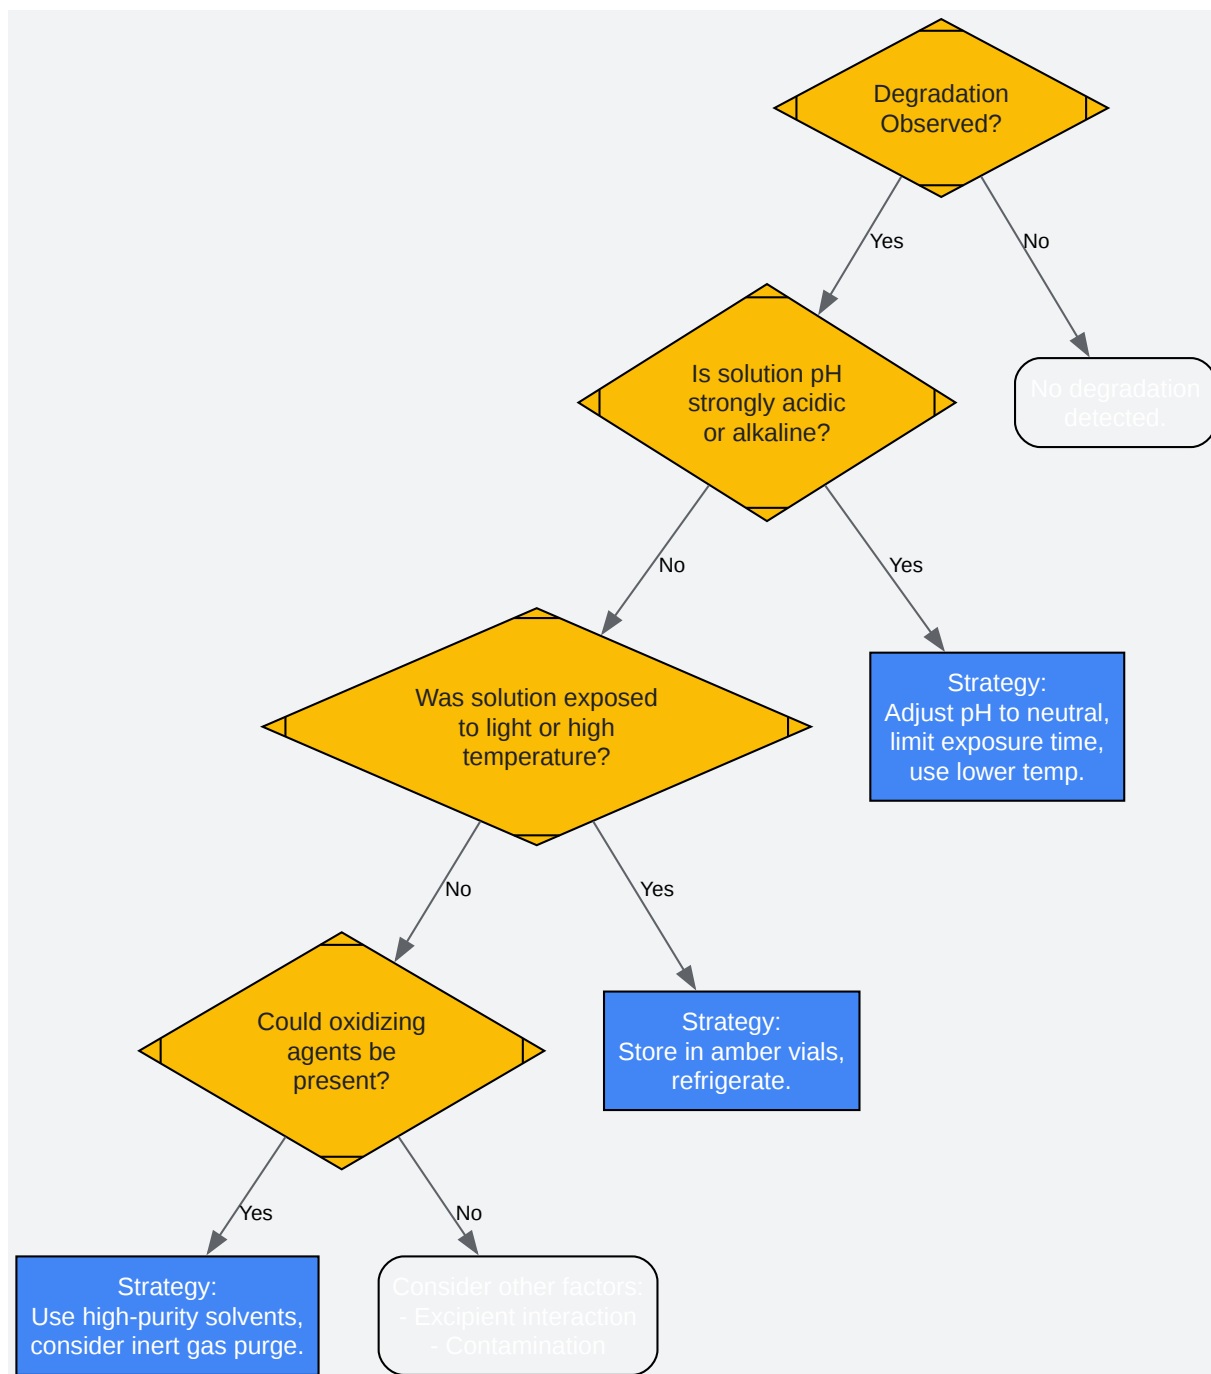 Degradation
Observed?
Yes
No
Is solution pH
strongly acidic
or alkaline?
No degradation
detected.
No
Yes
Was solution exposed
to light or high
temperature?
Strategy:
Adjust pH to neutral,
limit exposure time,
use lower temp.
No
Yes
Could oxidizing
agents be
present?
Strategy:
Store in amber vials,
refrigerate.
Yes
No
Strategy:
Use high-purity solvents,
consider inert gas purge.
Consider other factors:
- Excipient interaction
- Contamination